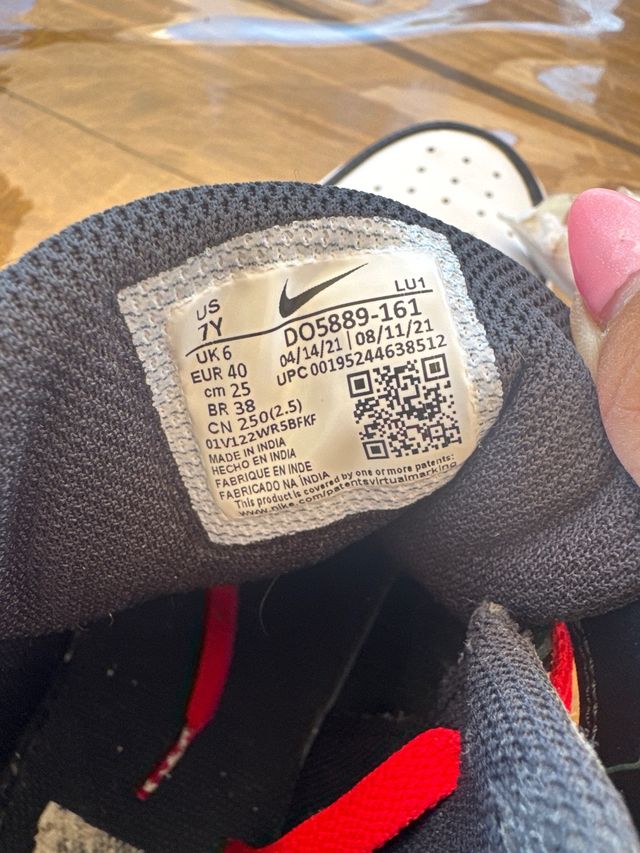 US
7Y
LU1
DO5889-161
UK 6
04/14/21 | 08/11/21
EUR 40
UPC 00195244638512
cm 25
BR 38
CN 250(2.5)
01V122WR5BFKF
MADE IN INDIA
HECHO EN INDIA
FABRIQUE EN INDE
FABRICADO NA ÍNDIA
This product is covered by one or more patents:
www.nike.com/patentsvirtualmarking